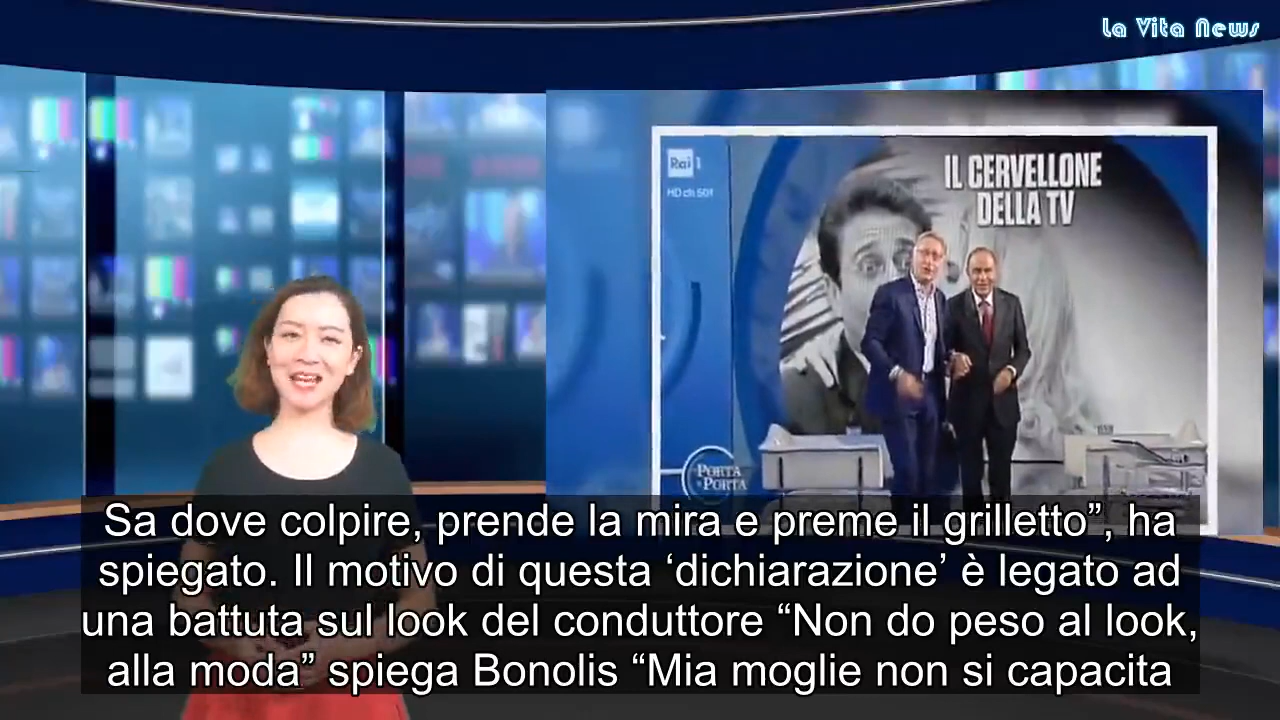 La Vita News
Rai 1
HD ch 501
IL CERVELLONE
DELLA TV
PORTA
A PORTA
Sa dove colpire, prende la mira e preme il grilletto”, ha
spiegato. Il motivo di questa ‘dichiarazione’ è legato ad
una battuta sul look del conduttore “Non do peso al look,
alla moda” spiega Bonolis “Mia moglie non si capacita